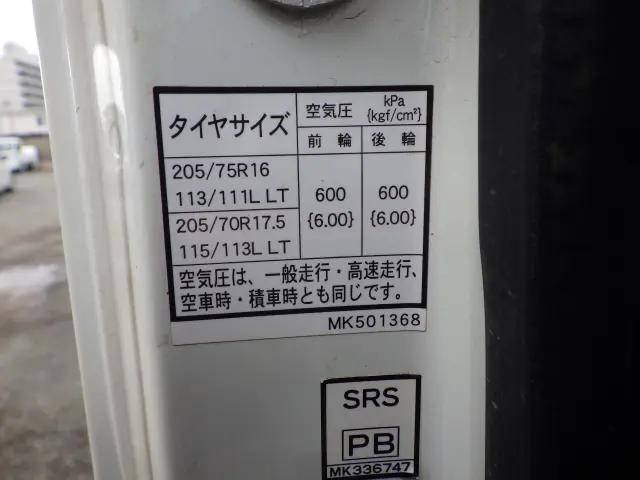 タイヤサイズ
空気圧 kPa {kgf/cm²}
前輪 後輪
205/75R16
113/111L LT
205/70R17.5
115/113L LT
600 {6.00}
600 {6.00}
空気圧は、一般走行・高速走行、
空車時・積車時とも同じです。
MK501368
SRS
PB
MK336747